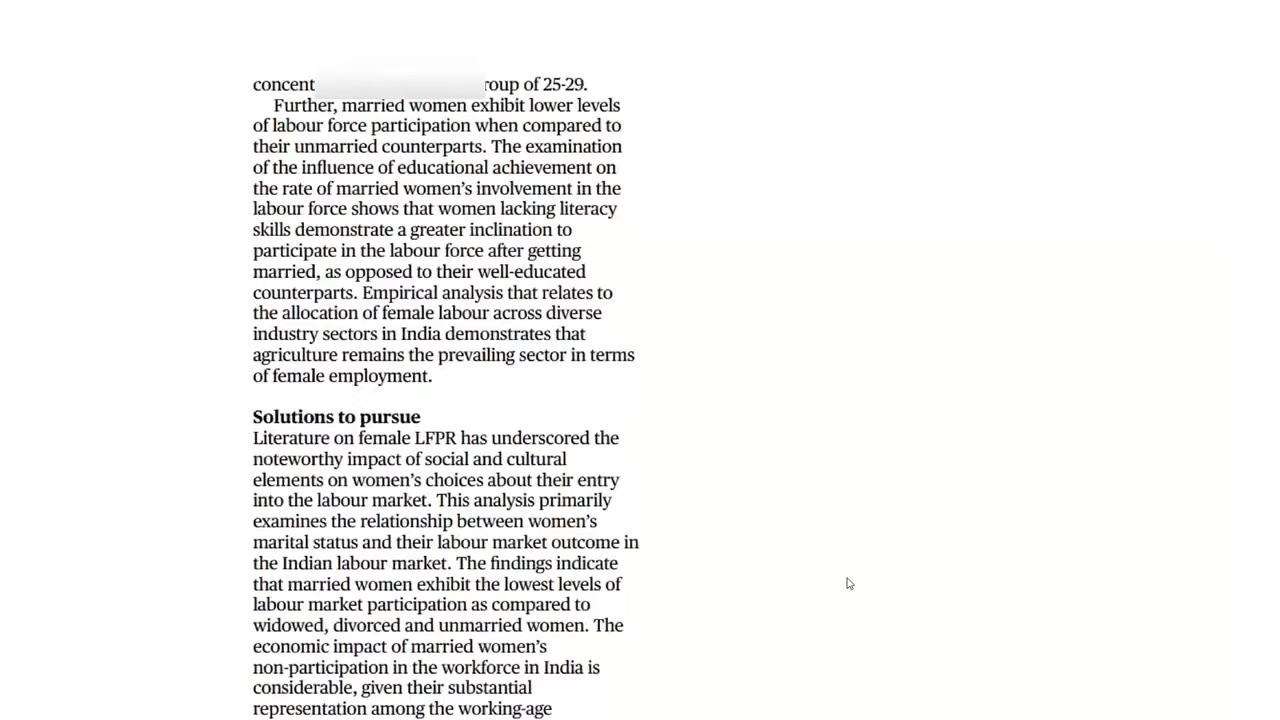 concent roup of 25-29.
Further, married women exhibit lower levels
of labour force participation when compared to
their unmarried counterparts. The examination
of the influence of educational achievement on
the rate of married women's involvement in the
labour force shows that women lacking literacy
skills demonstrate a greater inclination to
participate in the labour force after getting
married, as opposed to their well-educated
counterparts. Empirical analysis that relates to
the allocation of female labour across diverse
industry sectors in India demonstrates that
agriculture remains the prevailing sector in terms
of female employment.
Solutions to pursue
Literature on female LFPR has underscored the
noteworthy impact of social and cultural
elements on women's choices about their entry
into the labour market. This analysis primarily
examines the relationship between women's
marital status and their labour market outcome in
the Indian labour market. The findings indicate
that married women exhibit the lowest levels of
labour market participation as compared to
widowed, divorced and unmarried women. The
economic impact of married women's
non-participation in the workforce in India is
considerable, given their substantial
representation among the working-age